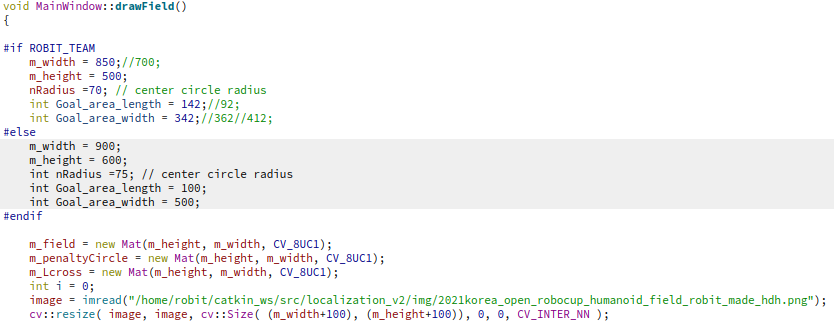 void MainWindow::drawField()
{
#if ROBIT_TEAM
m_width = 850;//700;
m_height = 500;
nRadius =70; // center circle radius
int Goal_area_length = 142;//92;
int Goal_area_width = 342;//362//412;
#else
m_width = 900;
m_height = 600;
int nRadius =75; // center circle radius
int Goal_area_length = 100;
int Goal_area_width = 500;
#endif
m_field = new Mat(m_height, m_width, CV_8UC1);
m_penaltyCircle = new Mat(m_height, m_width, CV_8UC1);
m_Lcross = new Mat(m_height, m_width, CV_8UC1);
int i = 0;
image = imread("/home/robit/catkin_ws/src/localization_v2/img/2021korea_open_robocup_humanoid_field_robit_made_hdh.png");
cv::resize( image, image, cv::Size( (m_width+100), (m_height+100)), 0, 0, CV_INTER_NN );